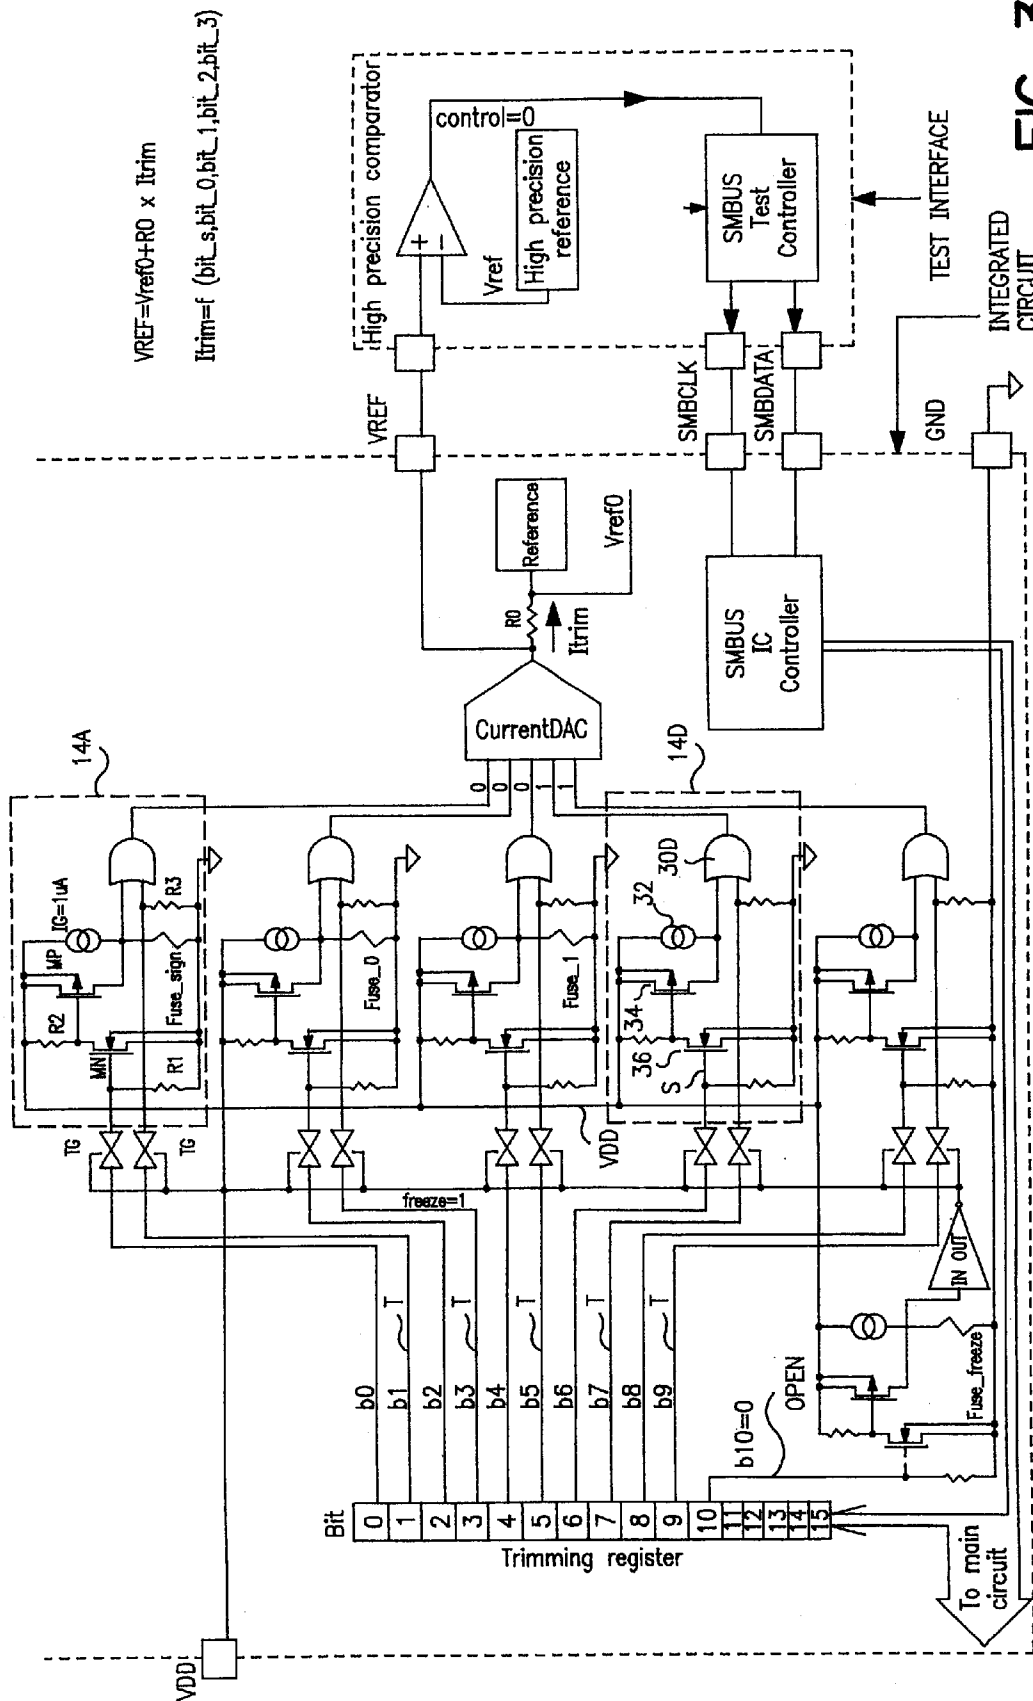 VREF=Vref0+R0 x Itrim
Itrim=f (bit_s,bit_0,bit_1,bit_2,bit_3)
High precision comparator
control=0
High precision
reference
Vref
SMBUS
Test
Controller
TEST INTERFACE
INTEGRATED
CIRCUIT
FIG. 3
VREF
SMBCLK
SMBDATA
GND
Reference
Vref0
R0
Itrim
SMBUS
IC
Controller
CurrentDAC
0
0
0
1
1
14A
14D
IG=1uA
MP
R2
MN
R1
R3
Fuse_sign
Fuse_0
Fuse_1
30D
32
34
36
S
VDD
TG
TG
freeze=1
IN OUT
OPEN
Fuse_freeze
b10=0
b0
b1
b2
b3
b4
b5
b6
b7
b8
b9
T
T
T
T
T
Bit
0
1
2
3
4
5
6
7
8
9
10
11
12
13
14
15
Trimming register
To main
circuit
VDD